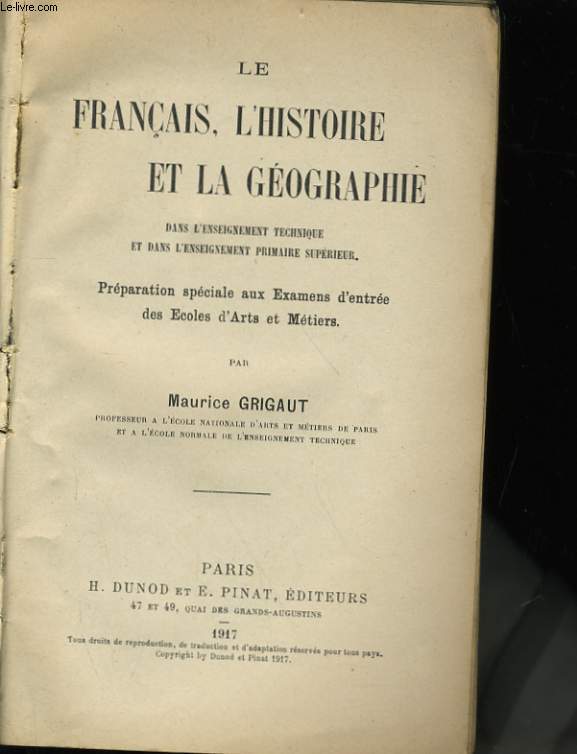 Le-livre.com
LE
FRANÇAIS, L'HISTOIRE
ET LA GÉOGRAPHIE
DANS L'ENSEIGNEMENT TECHNIQUE
ET DANS L'ENSEIGNEMENT PRIMAIRE SUPÉRIEUR.
Préparation spéciale aux Examens d'entrée
des Ecoles d'Arts et Métiers.
PAR
Maurice GRIGAUT
PROFESSEUR A L'ÉCOLE NATIONALE D'ARTS ET MÉTIERS DE PARIS
ET A L'ÉCOLE NORMALE DE L'ENSEIGNEMENT TECHNIQUE
PARIS
H. DUNOD ET E. PINAT, ÉDITEURS
47 ET 49, QUAI DES GRANDS-AUGUSTINS
1917
Tous droits de reproduction, de traduction et d'adaptation réservés pour tous pays.
Copyright by Dunod et Pinat 1917.